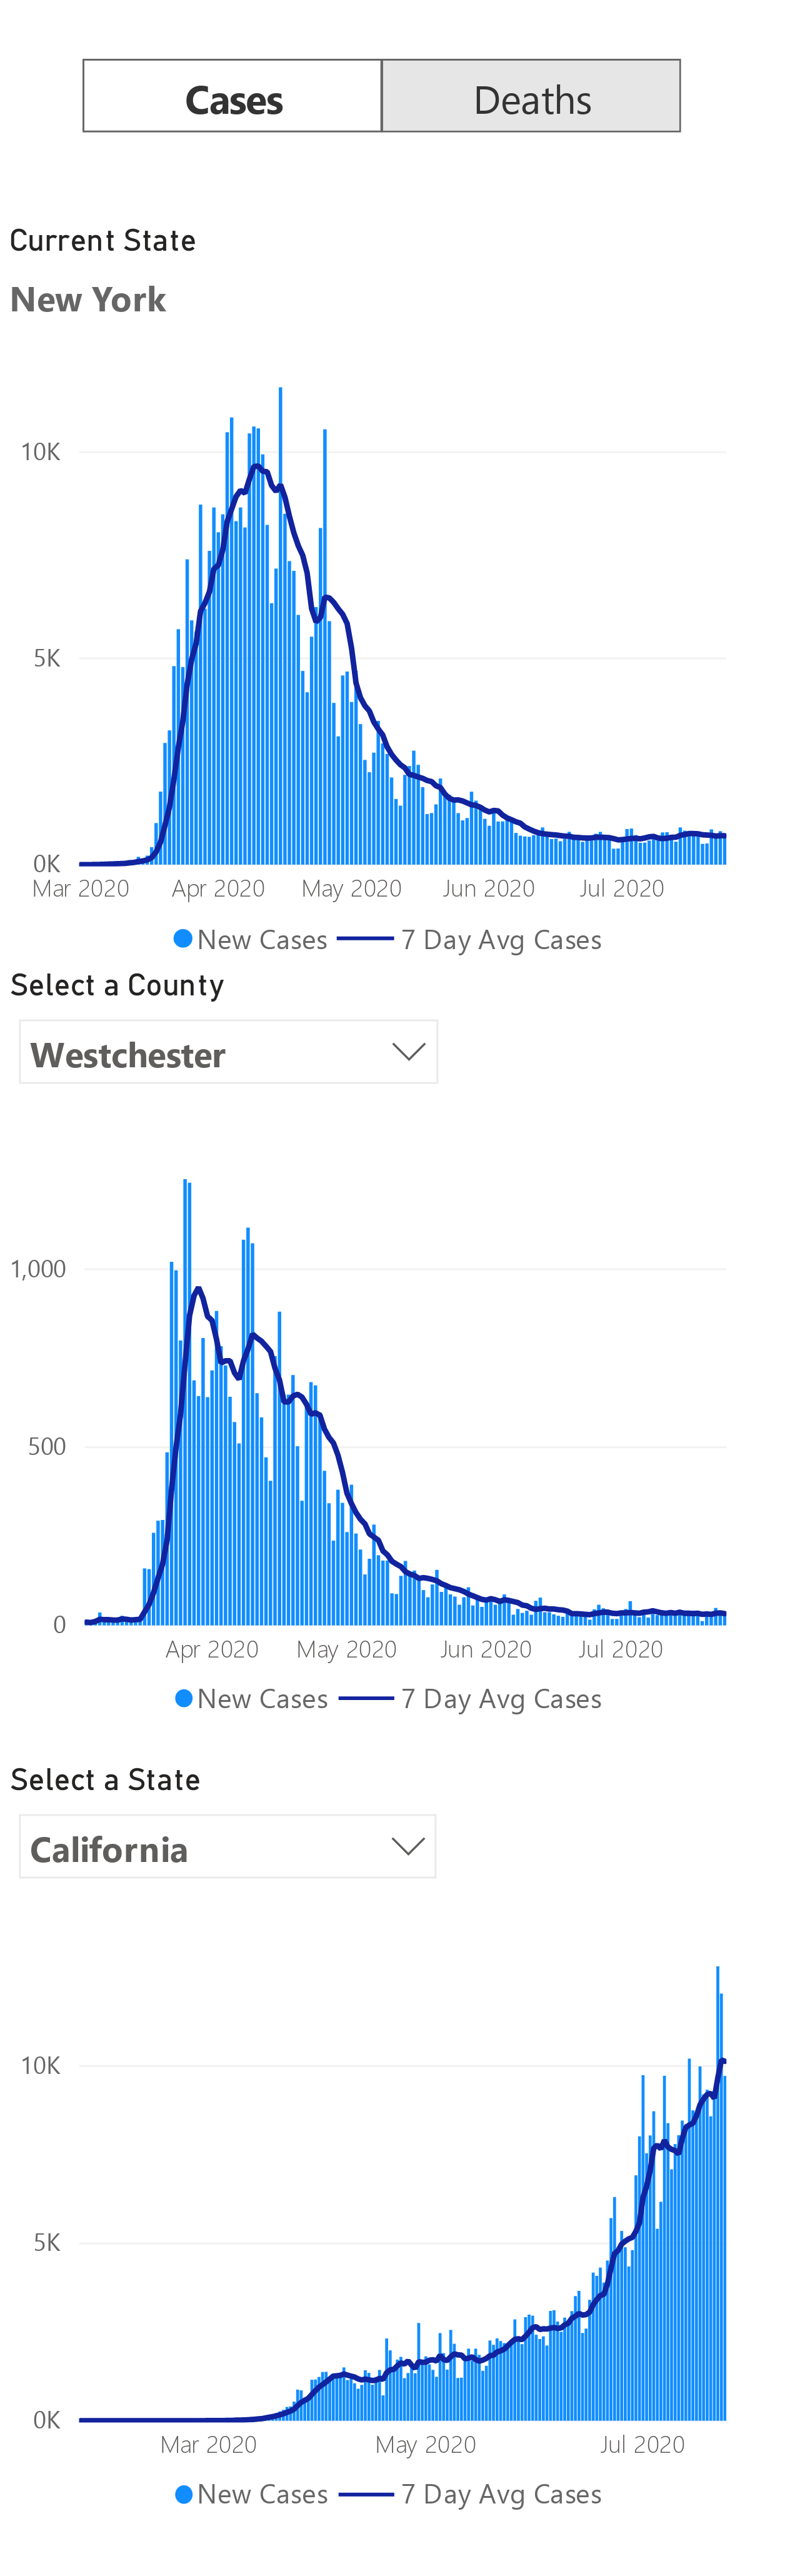 Cases Deaths
Current State
New York
10K
5K
0K
Mar 2020 Apr 2020 May 2020 Jun 2020 Jul 2020
New Cases 7 Day Avg Cases
Select a County
Westchester
1,000
500
0
Apr 2020 May 2020 Jun 2020 Jul 2020
New Cases 7 Day Avg Cases
Select a State
California
10K
5K
0K
Mar 2020 May 2020 Jul 2020
New Cases 7 Day Avg Cases